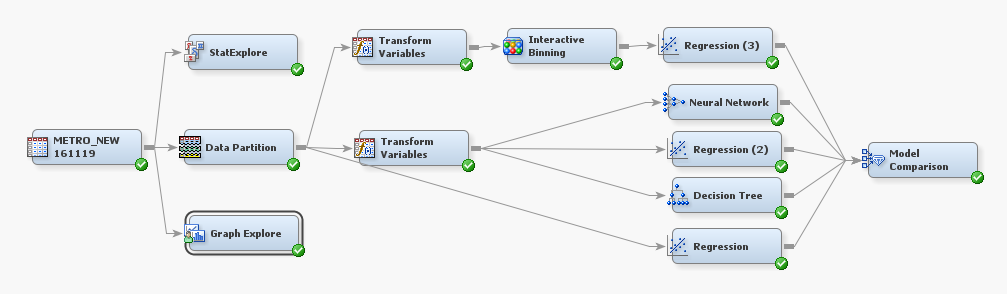 StatExplore
Transform
Variables
Interactive
Binning
Regression (3)
METRO_NEW
161119
Data Partition
Transform
Variables
Neural Network
Regression (2)
Decision Tree
Regression
Model
Comparison
Graph Explore